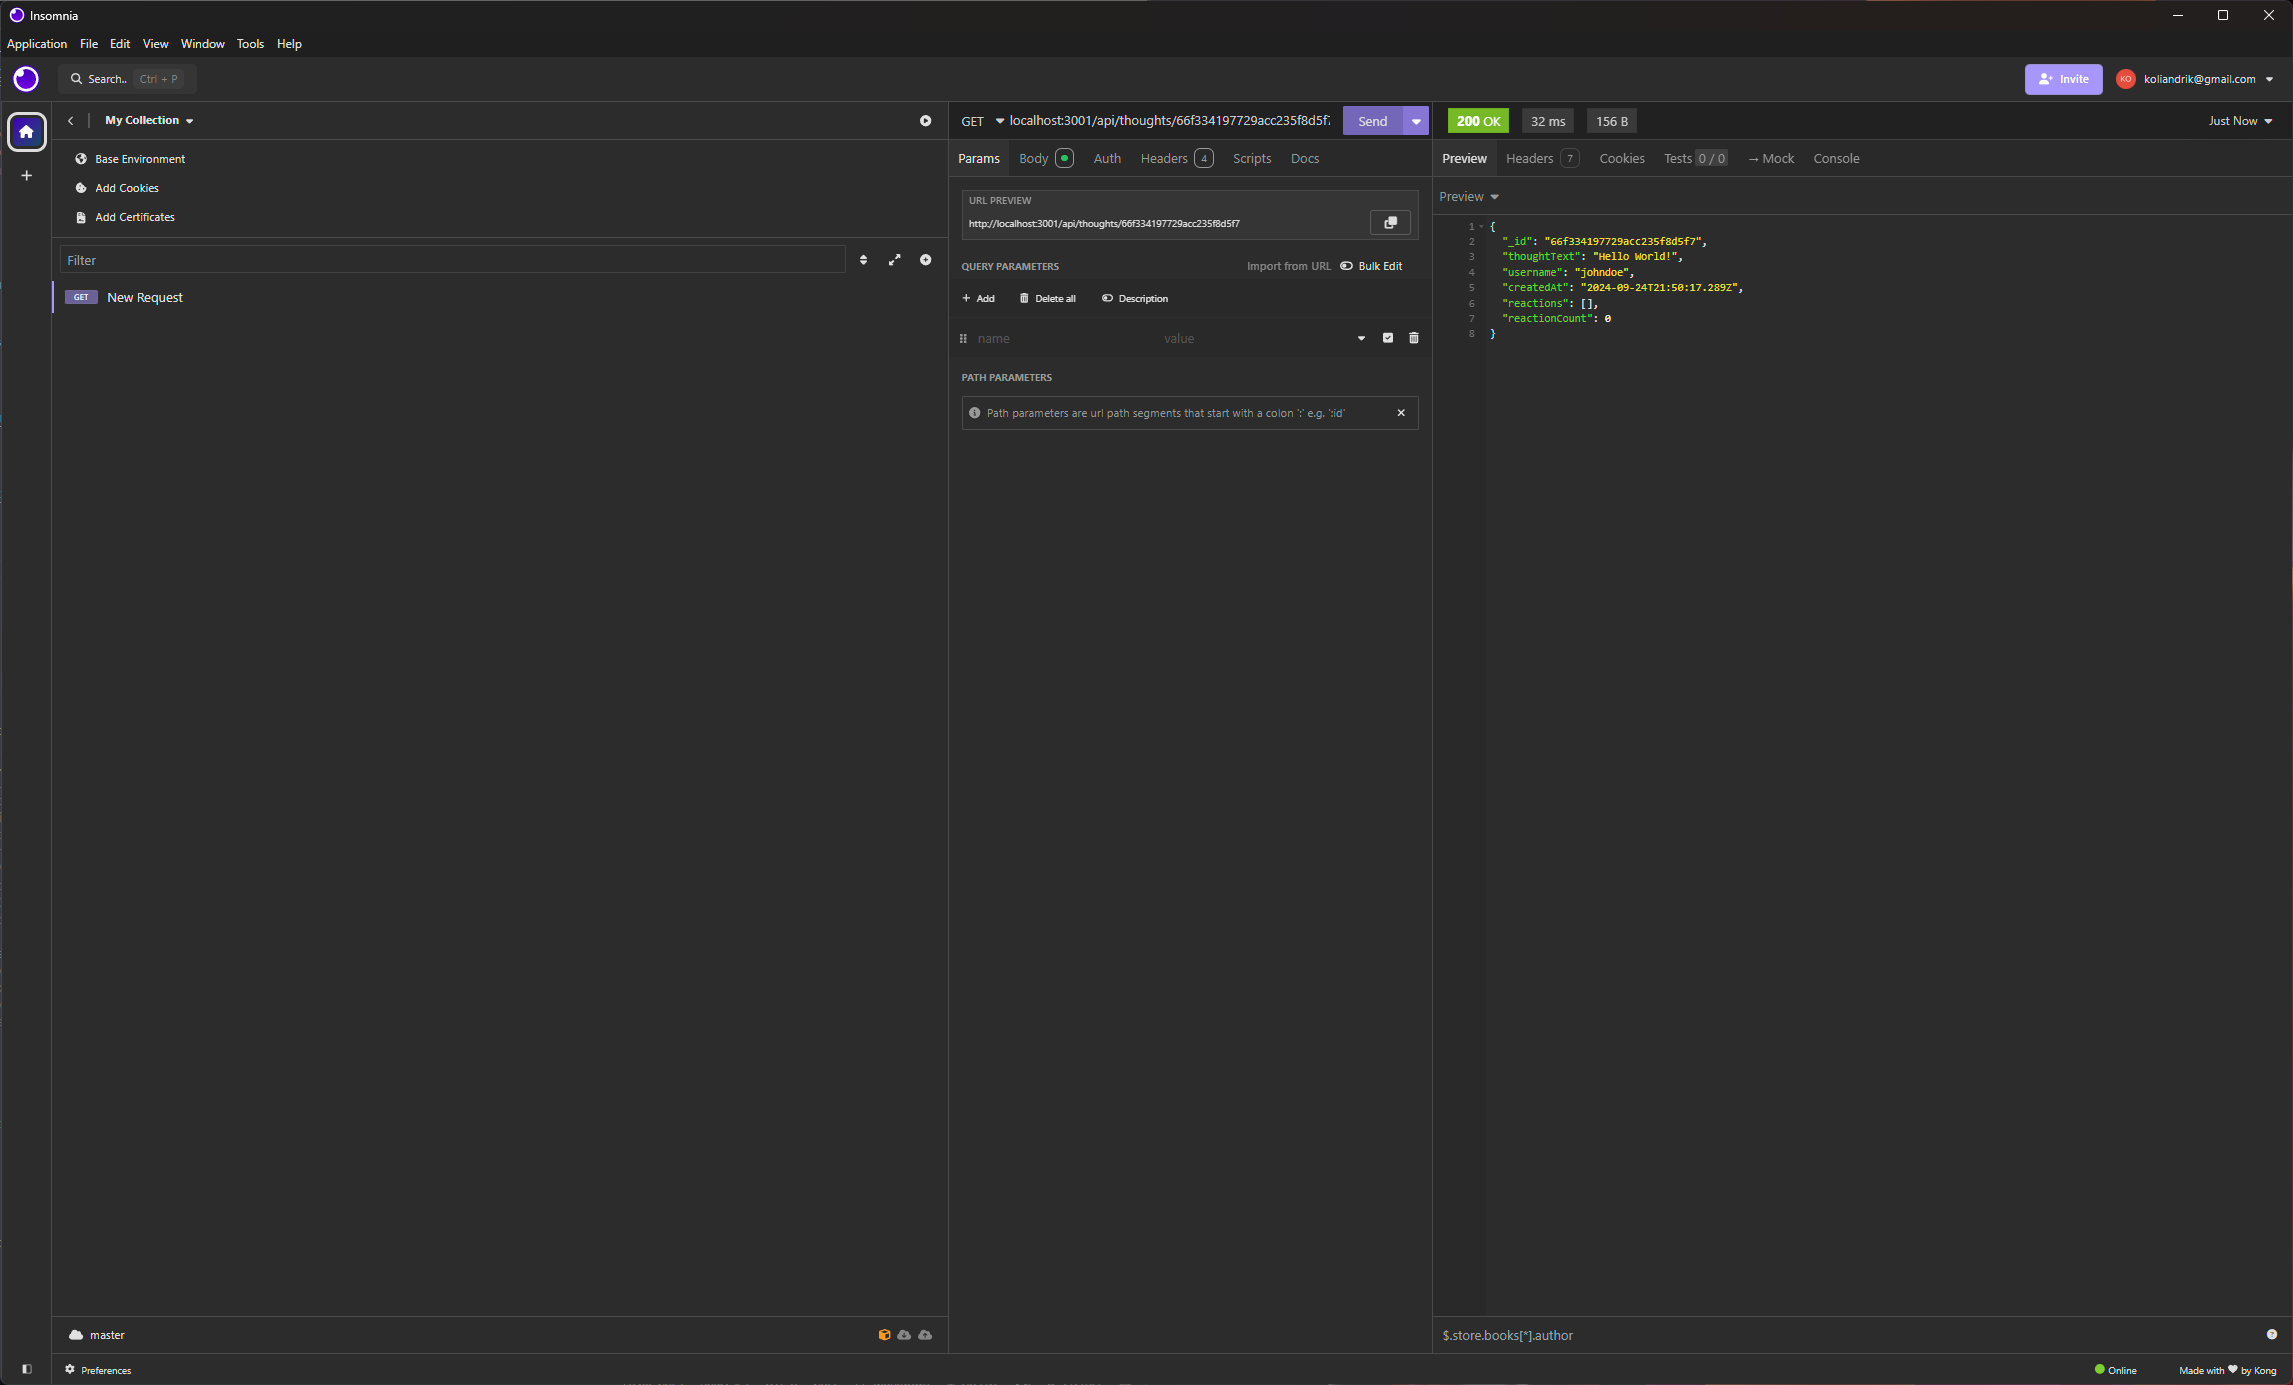 Insomnia
Application File Edit View Window Tools Help
Search.. Ctrl + P
Invite
KO koliandrik@gmail.com
My Collection
Base Environment
Add Cookies
Add Certificates
Filter
GET New Request
GET localhost:3001/api/thoughts/66f334197729acc235f8d5f7 Send
Params Body Auth Headers 4 Scripts Docs
URL PREVIEW
http://localhost:3001/api/thoughts/66f334197729acc235f8d5f7
QUERY PARAMETERS Import from URL Bulk Edit
Add Delete all Description
name value
PATH PARAMETERS
Path parameters are url path segments that start with a colon ':' e.g. ':id'
200 OK 32 ms 156 B Just Now
Preview Headers 7 Cookies Tests 0 / 0 → Mock Console
Preview
1 {
2 "_id": "66f334197729acc235f8d5f7",
3 "thoughtText": "Hello World!",
4 "username": "johndoe",
5 "createdAt": "2024-09-24T21:50:17.289Z",
6 "reactions": [],
7 "reactionCount": 0
8 }
master
$.store.books[*].author
Preferences
Online Made with ♥ by Kong